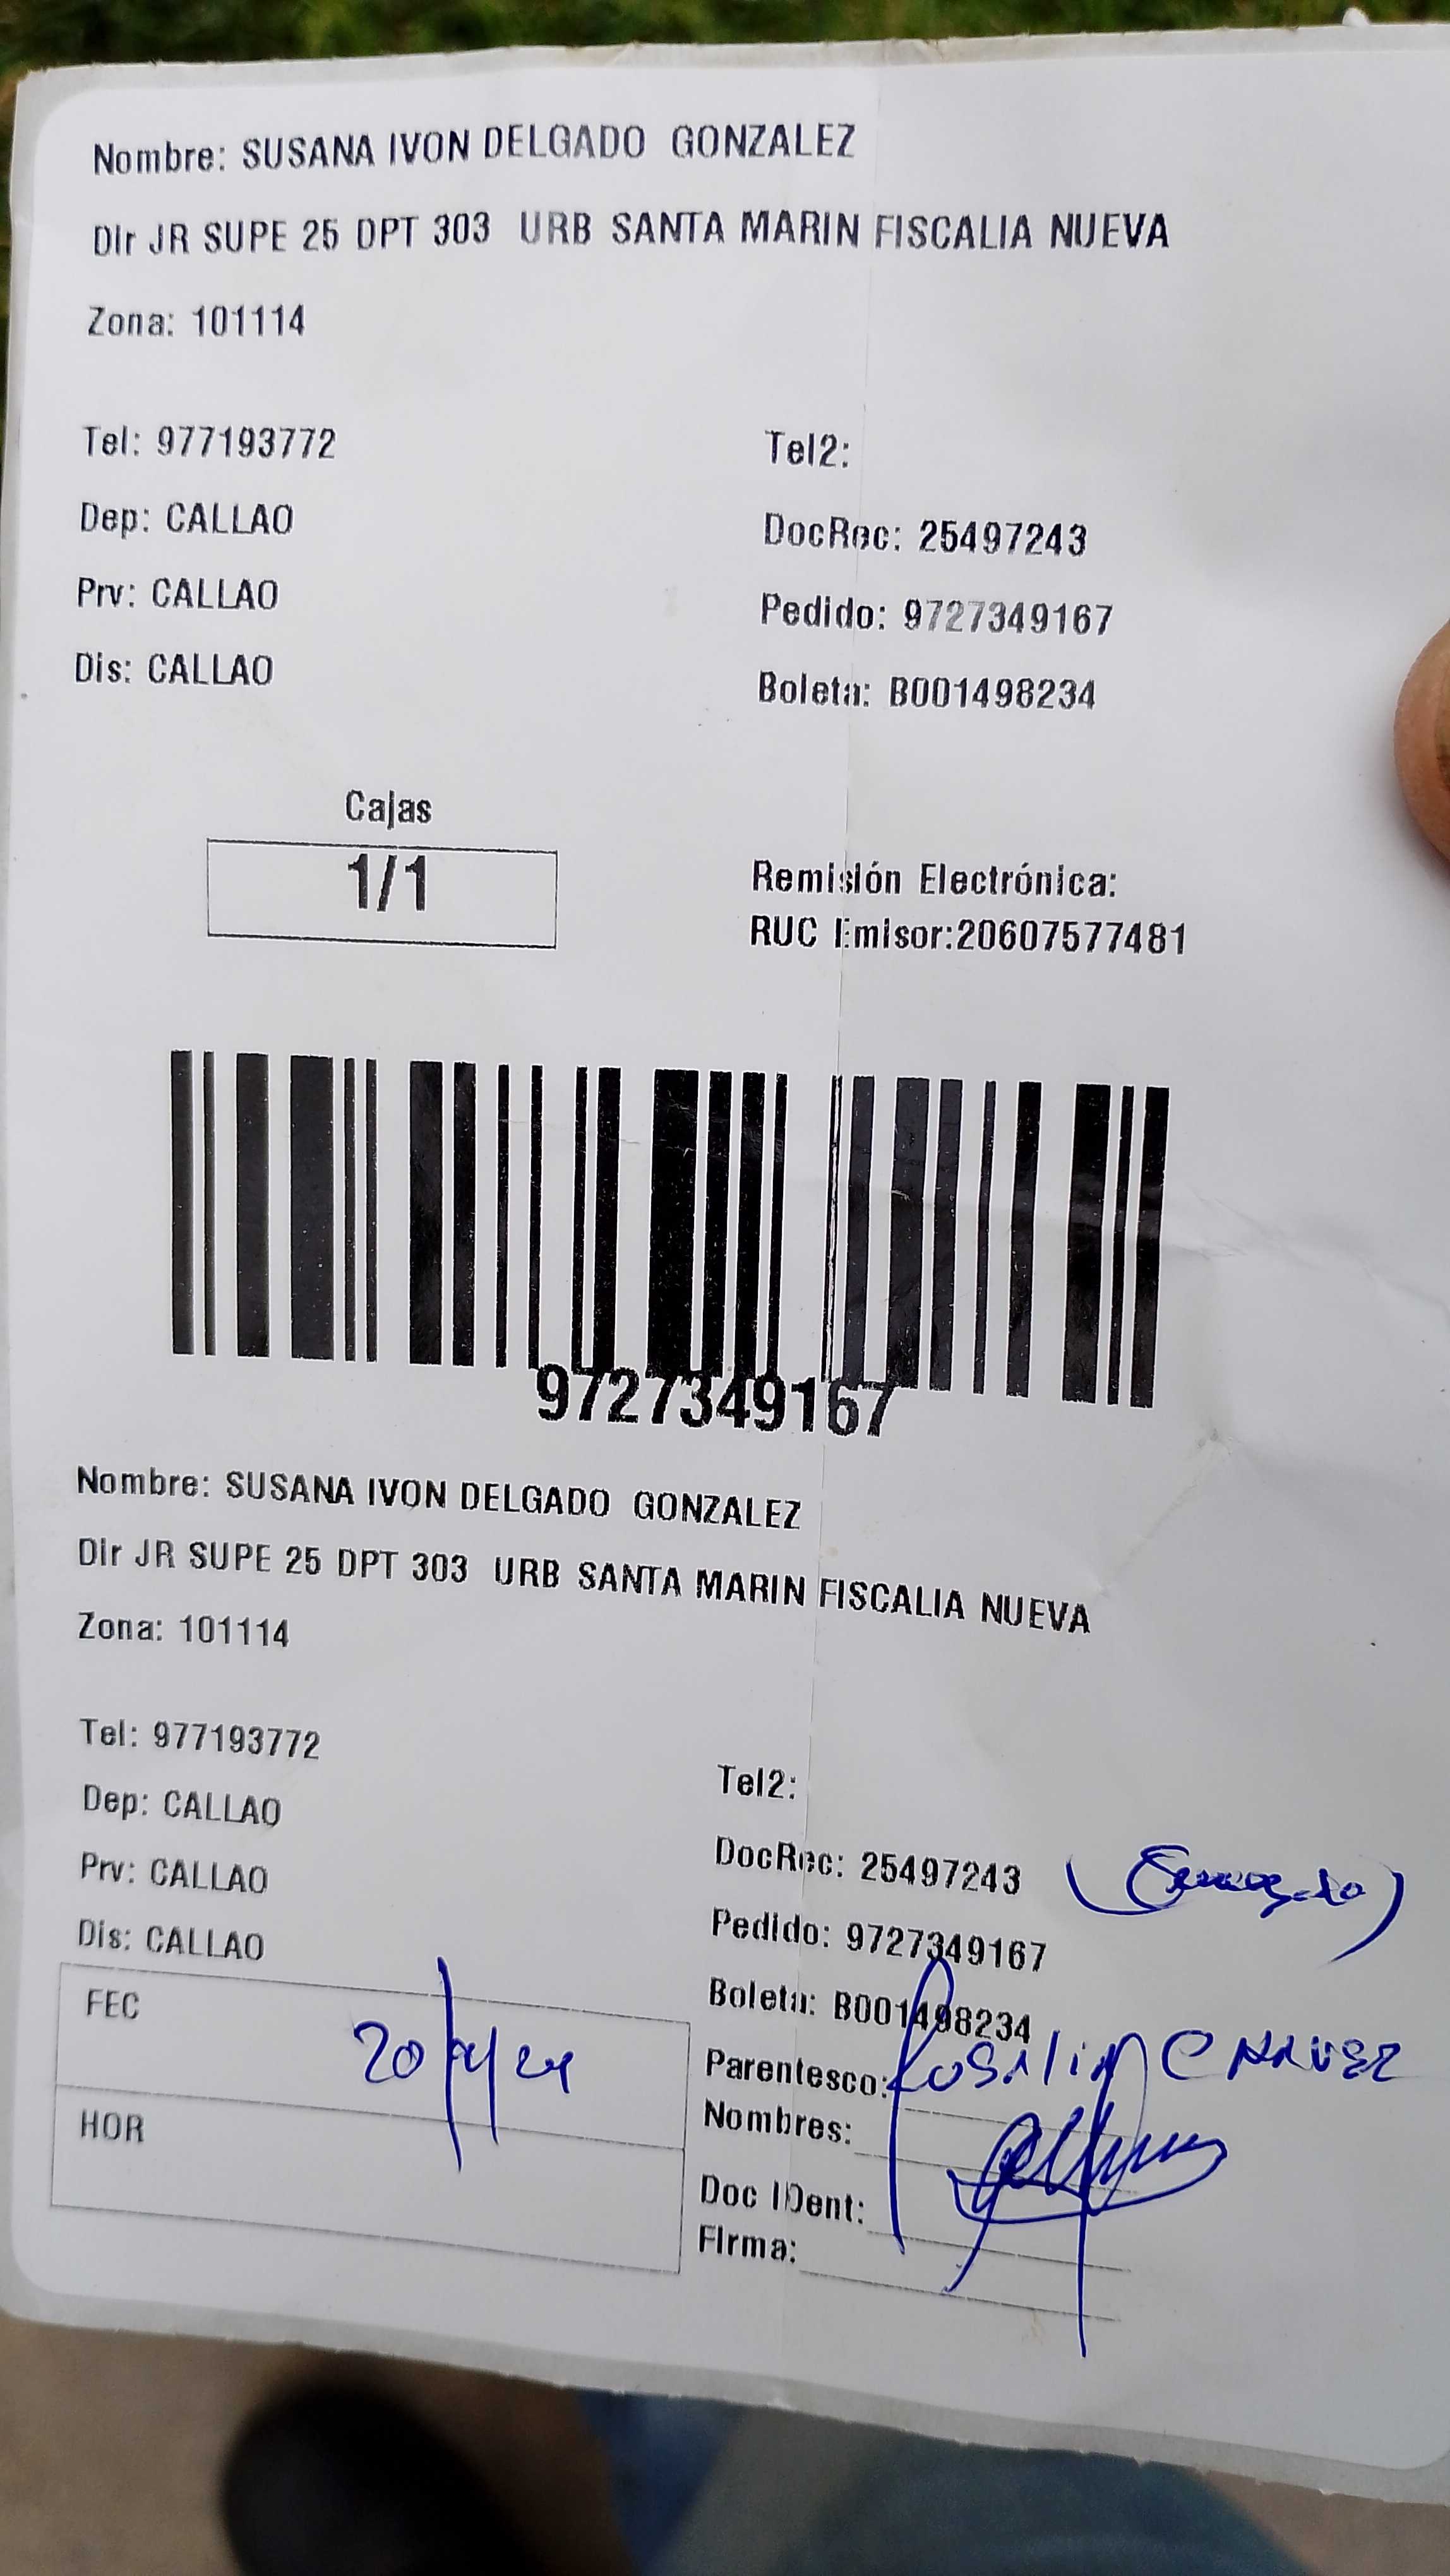 Nombre: SUSANA IVON DELGADO GONZALEZ
Dir JR SUPE 25 DPT 303 URB SANTA MARIN FISCALIA NUEVA
Zona: 101114
Tel: 977193772
Tel2:
Dep: CALLAO
DocRec: 25497243
Prv: CALLAO
Pedido: 9727349167
Dis: CALLAO
Boleta: B001498234
Cajas
1/1
Remisión Electrónica:
RUC Emisor:20607577481
9727349167
Nombre: SUSANA IVON DELGADO GONZALEZ
Dir JR SUPE 25 DPT 303 URB SANTA MARIN FISCALIA NUEVA
Zona: 101114
Tel: 977193772
Tel2:
Dep: CALLAO
DocRec: 25497243
Prv: CALLAO
Pedido: 9727349167
Dis: CALLAO
Boleta: B001498234
FEC
Parentesco: Rosalia CHAVEZ
Nombres:
HOR
Doc IDent:
Firma: